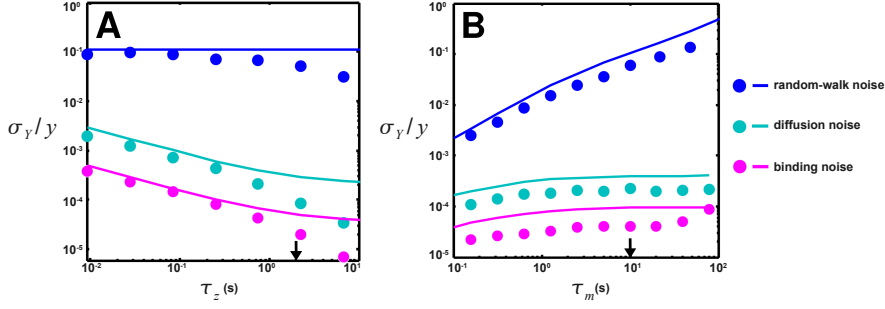 A
B
10⁰
10⁻¹
10⁻²
10⁻³
10⁻⁴
10⁻⁵
σ_Y / y
10⁻²
10⁻¹
10⁰
10¹
τ_z (s)
10⁰
10⁻¹
10⁻²
10⁻³
10⁻⁴
10⁻⁵
σ_Y / y
10⁻¹
10⁰
10¹
10²
τ_m (s)
random-walk noise
diffusion noise
binding noise